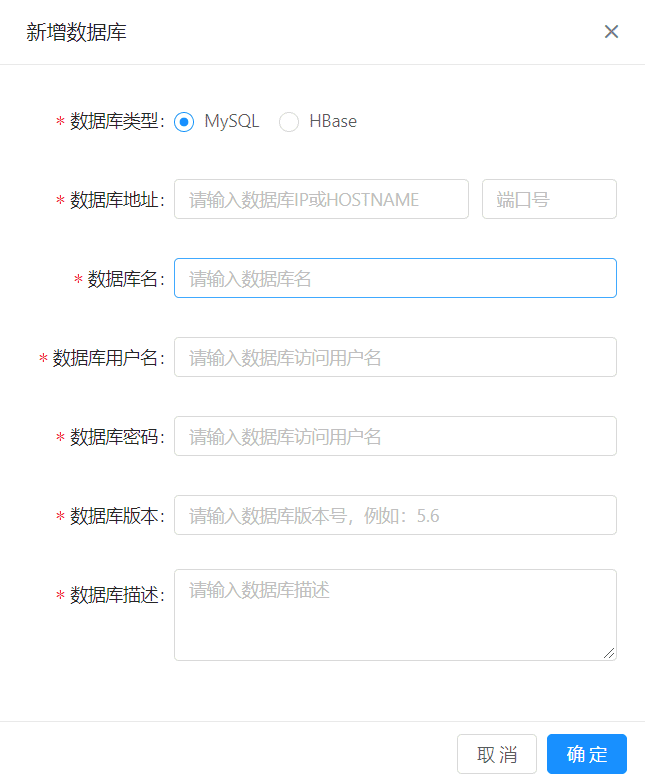 新增数据库
* 数据库类型: MySQL HBase
* 数据库地址: 请输入数据库IP或HOSTNAME 端口号
* 数据库名: 请输入数据库名
* 数据库用户名: 请输入数据库访问用户名
* 数据库密码: 请输入数据库访问用户名
* 数据库版本: 请输入数据库版本号，例如：5.6
* 数据库描述: 请输入数据库描述
取 消 确 定